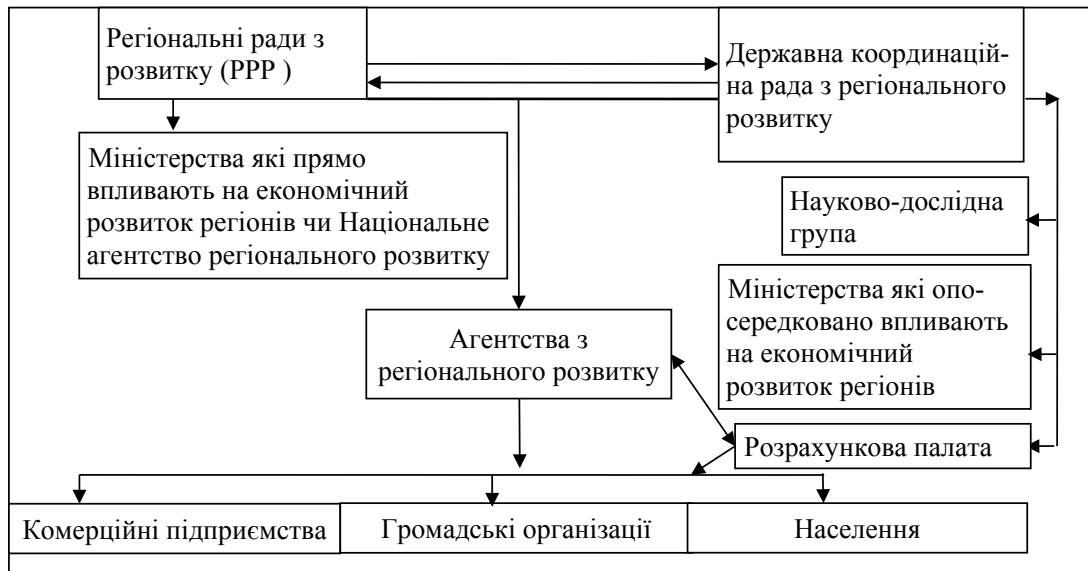 Регіональні ради з
розвитку (РРР )
Державна координацій-
на рада з регіонального
розвитку
Міністерства які прямо
впливають на економічний
розвиток регіонів чи Національне
агентство регіонального розвитку
Науково-дослідна
група
Міністерства які опо-
середковано впливають
на економічний
розвиток регіонів
Агентства з
регіонального розвитку
Розрахункова палата
Комерційні підприємства
Громадські організації
Населення